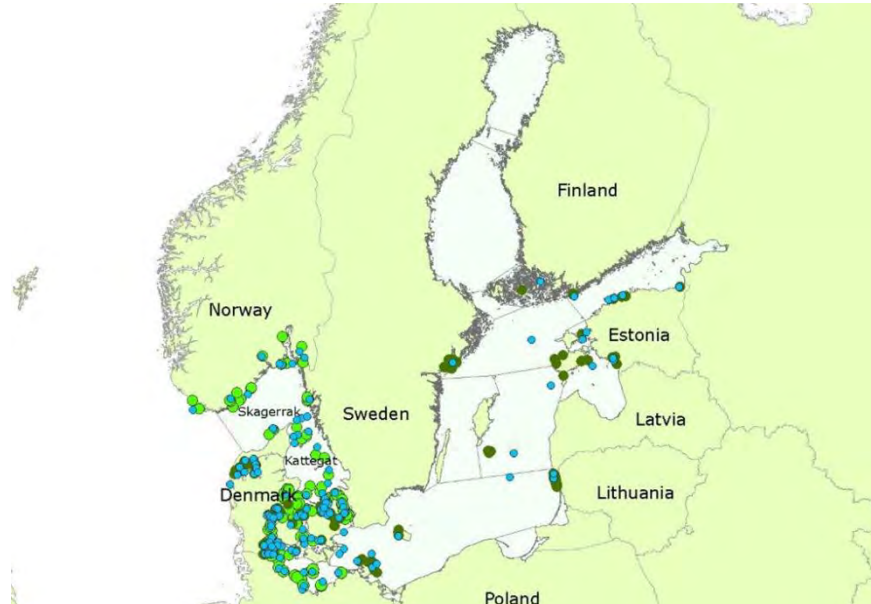 Finland
Norway
Estonia
Skagerrak
Sweden
Latvia
Kattegat
Denmark
Lithuania
Poland